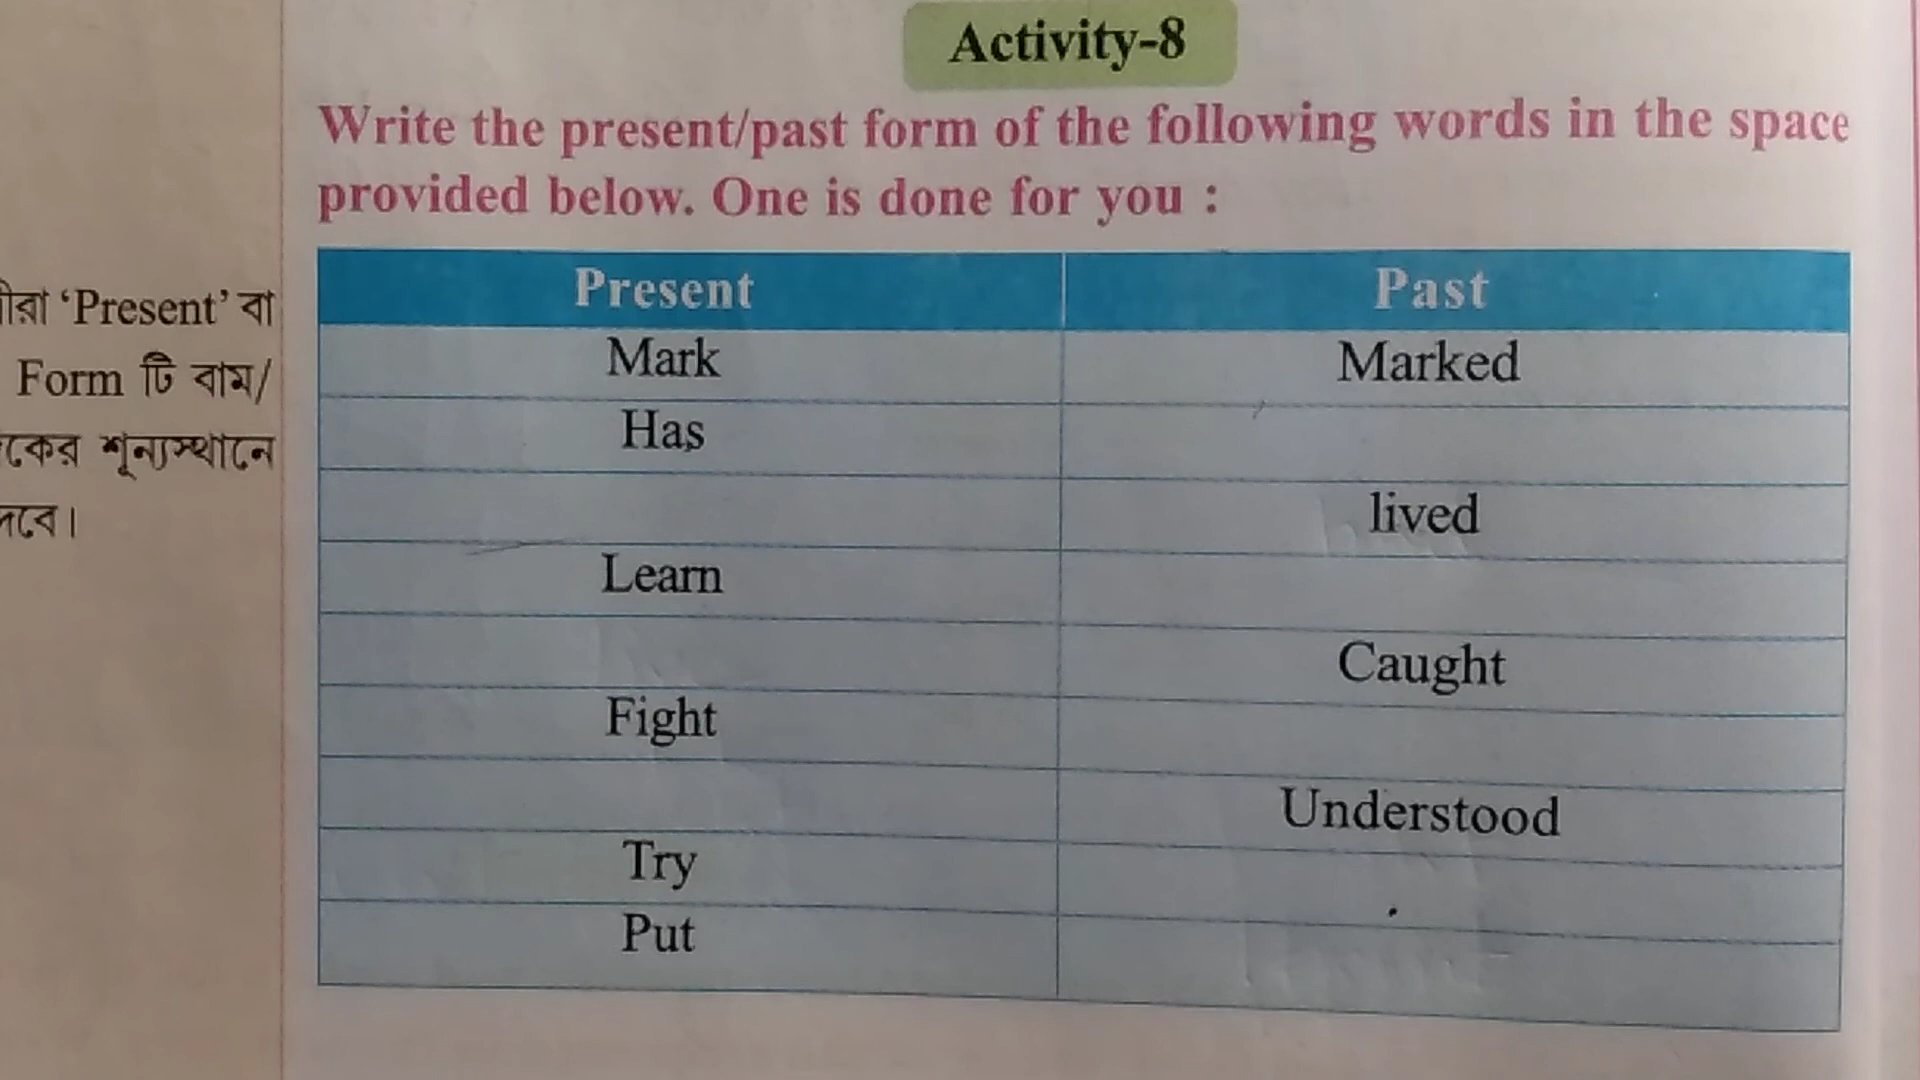 Activity-8
Write the present/past form of the following words in the space
provided below. One is done for you :
‘Present’ বা
Form টি বাম/
শূন্যস্থানে
Present Past
Mark Marked
Has
lived
Learn
Caught
Fight
Understood
Try
Put